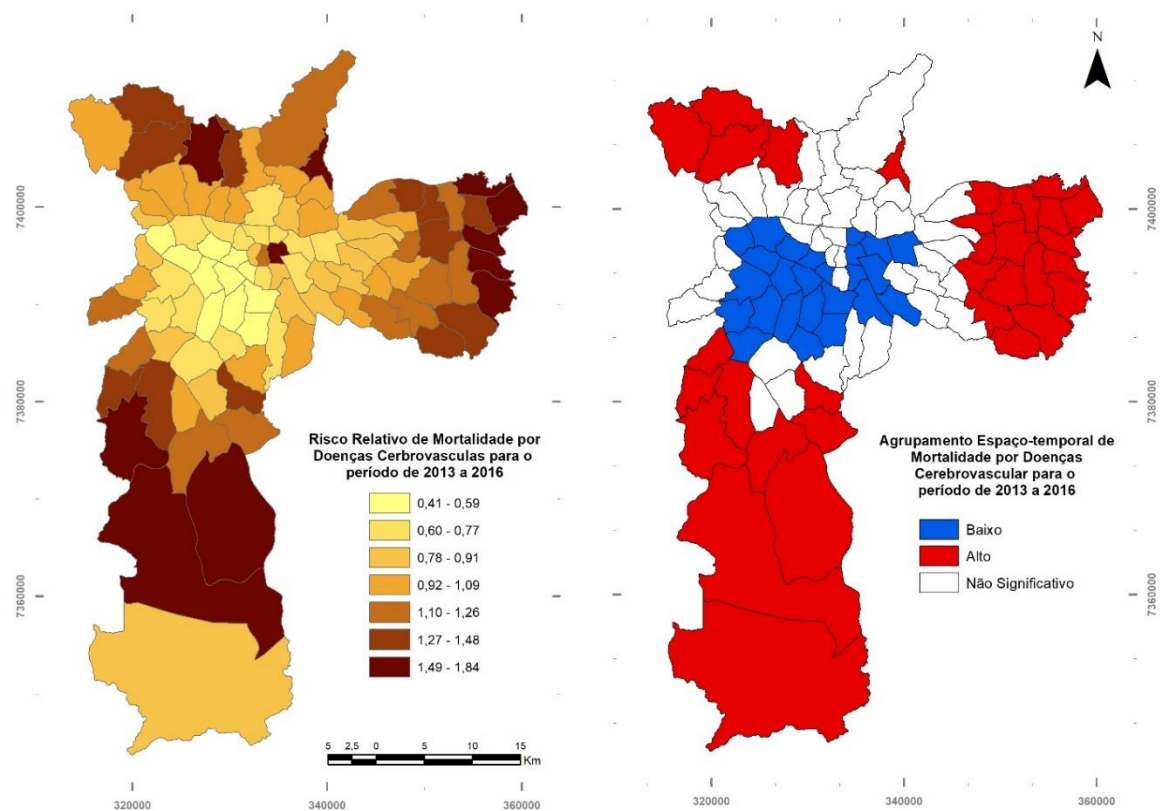 N
7400000
7380000
7360000
Risco Relativo de Mortalidade por
Doenças Cerbrovasculas para o
período de 2013 a 2016
0,41 - 0,59
0,60 - 0,77
0,78 - 0,91
0,92 - 1,09
1,10 - 1,26
1,27 - 1,48
1,49 - 1,84
5 2,5 0 5 10 15
Km
320000 340000 360000
Agrupamento Espaço-temporal de
Mortalidade por Doenças
Cerebrovascular para o
período de 2013 a 2016
Baixo
Alto
Não Significativo
7400000
7380000
7360000
320000 340000 360000